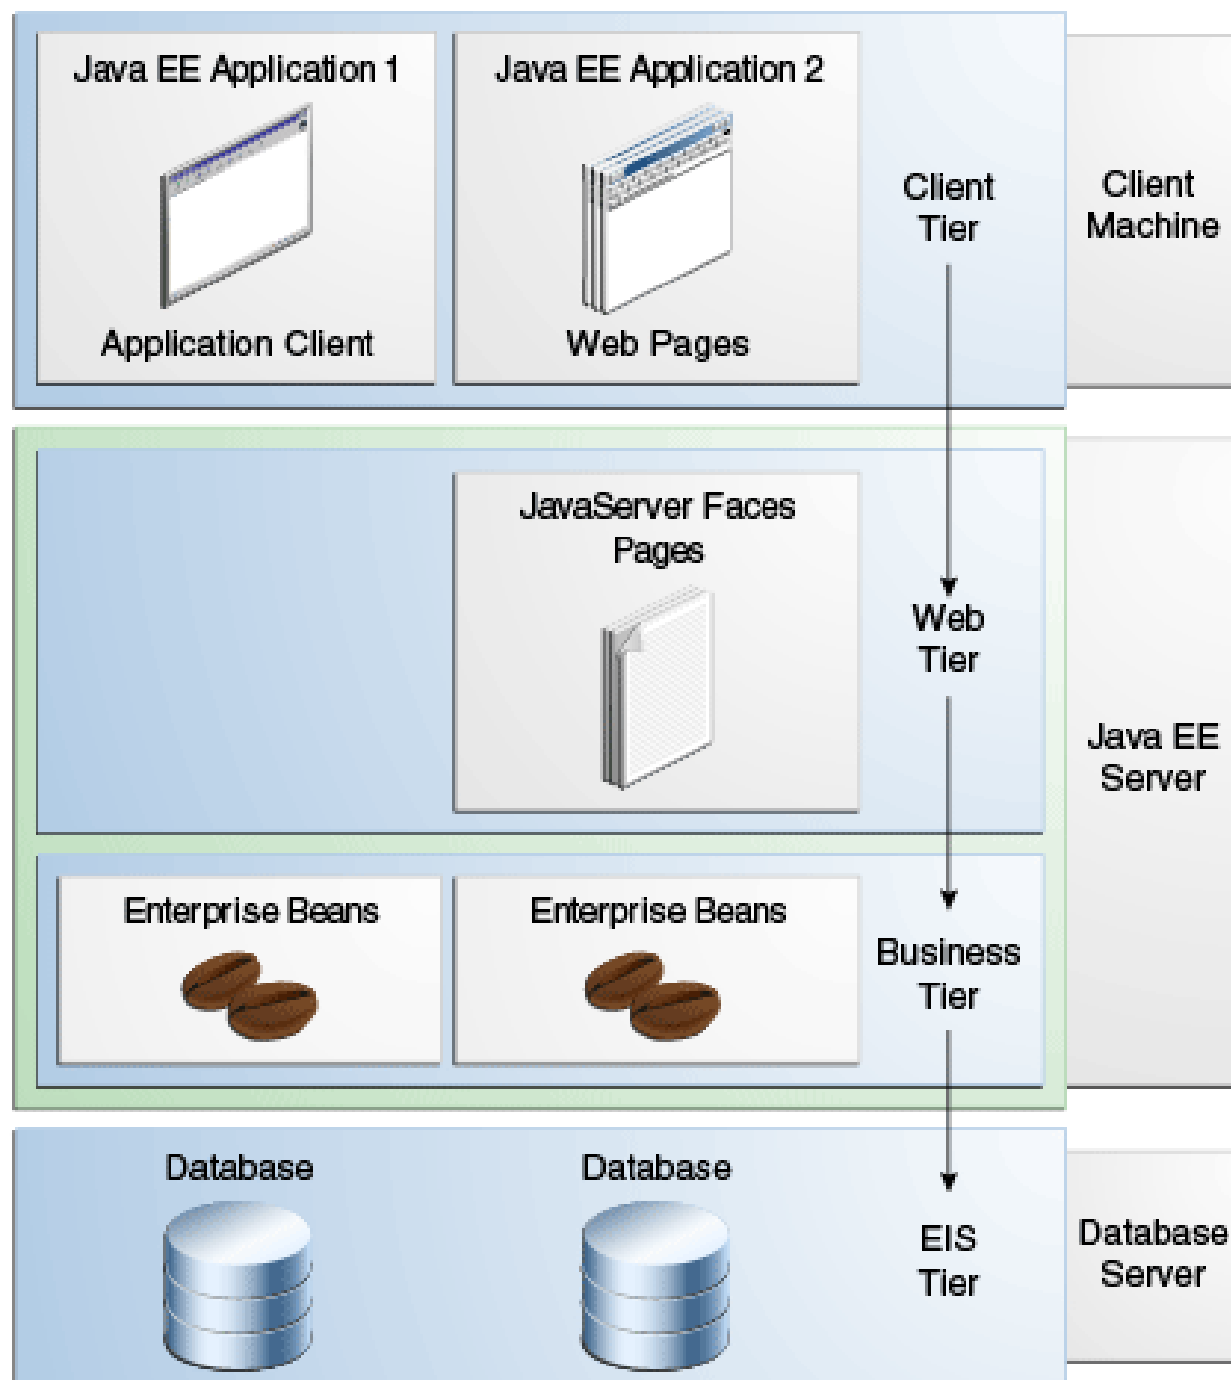 Java EE Application 1
Application Client
Java EE Application 2
Web Pages
Client
Tier
Client
Machine
JavaServer Faces
Pages
Web
Tier
Java EE
Server
Enterprise Beans
Enterprise Beans
Business
Tier
Database
Database
EIS
Tier
Database
Server